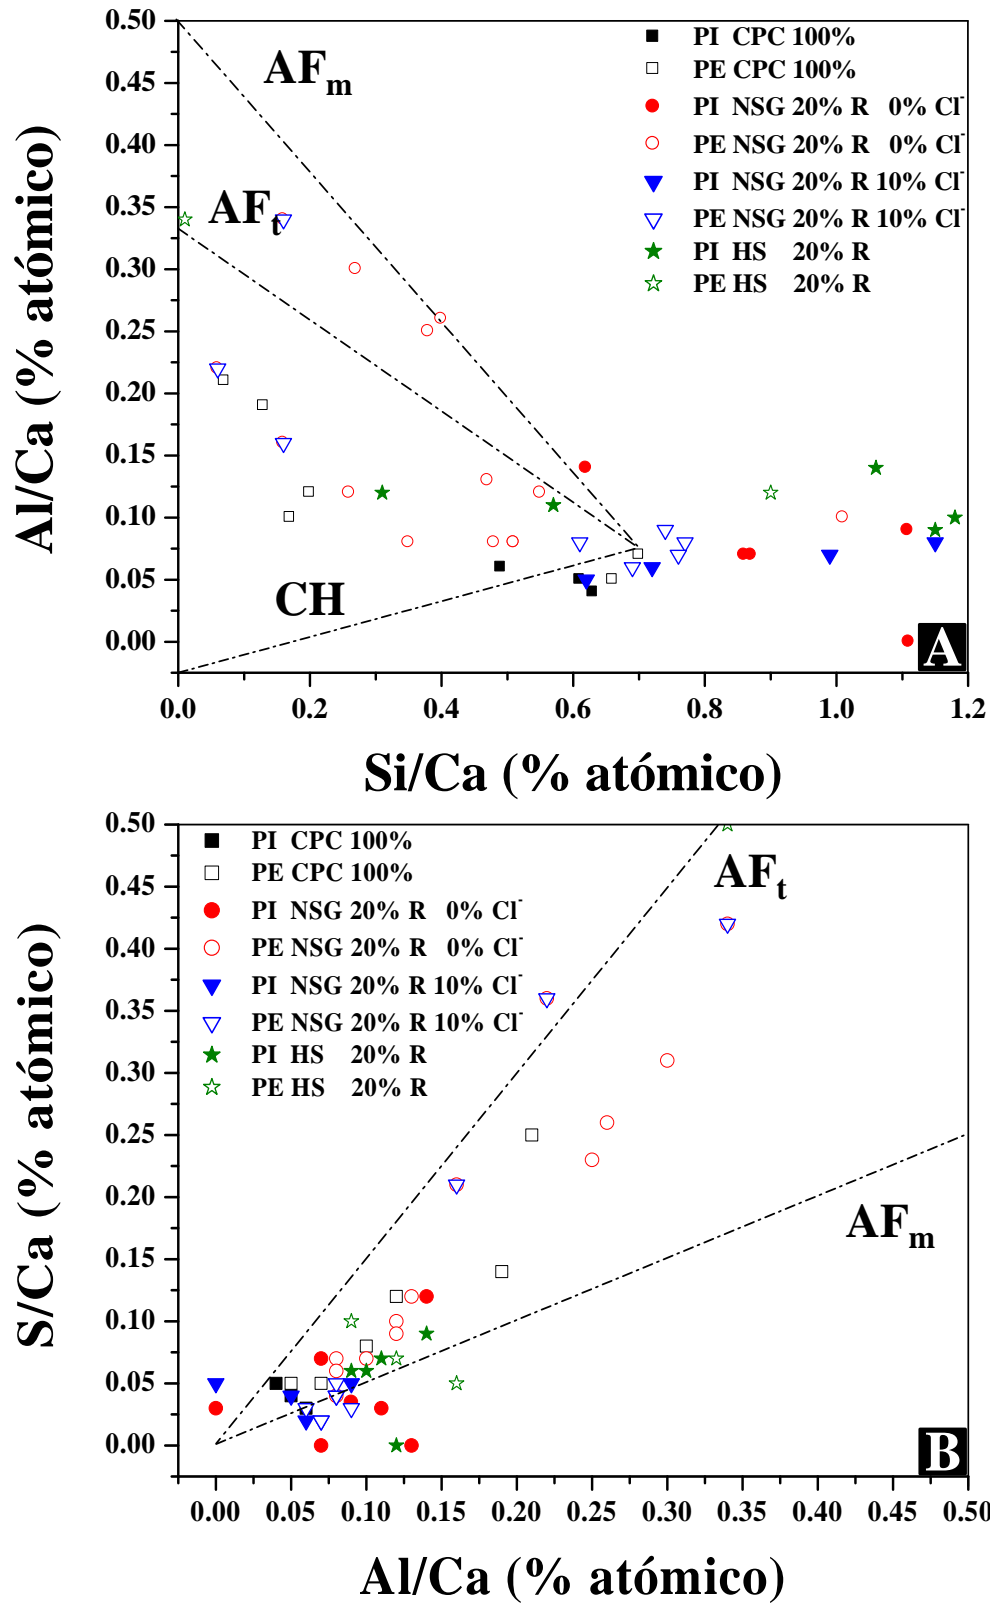 0.50
0.45
0.40
0.35
0.30
0.25
0.20
0.15
0.10
0.05
0.00
Al/Ca (% atómico)
AFm
AFt
CH
PI CPC 100%
PE CPC 100%
PI NSG 20% R 0% Cl-
PE NSG 20% R 0% Cl-
PI NSG 20% R 10% Cl-
PE NSG 20% R 10% Cl-
PI HS 20% R
PE HS 20% R
A
0.0 0.2 0.4 0.6 0.8 1.0 1.2
Si/Ca (% atómico)
0.50
0.45
0.40
0.35
0.30
0.25
0.20
0.15
0.10
0.05
0.00
S/Ca (% atómico)
PI CPC 100%
PE CPC 100%
PI NSG 20% R 0% Cl-
PE NSG 20% R 0% Cl-
PI NSG 20% R 10% Cl-
PE NSG 20% R 10% Cl-
PI HS 20% R
PE HS 20% R
AFt
AFm
B
0.00 0.05 0.10 0.15 0.20 0.25 0.30 0.35 0.40 0.45 0.50
Al/Ca (% atómico)